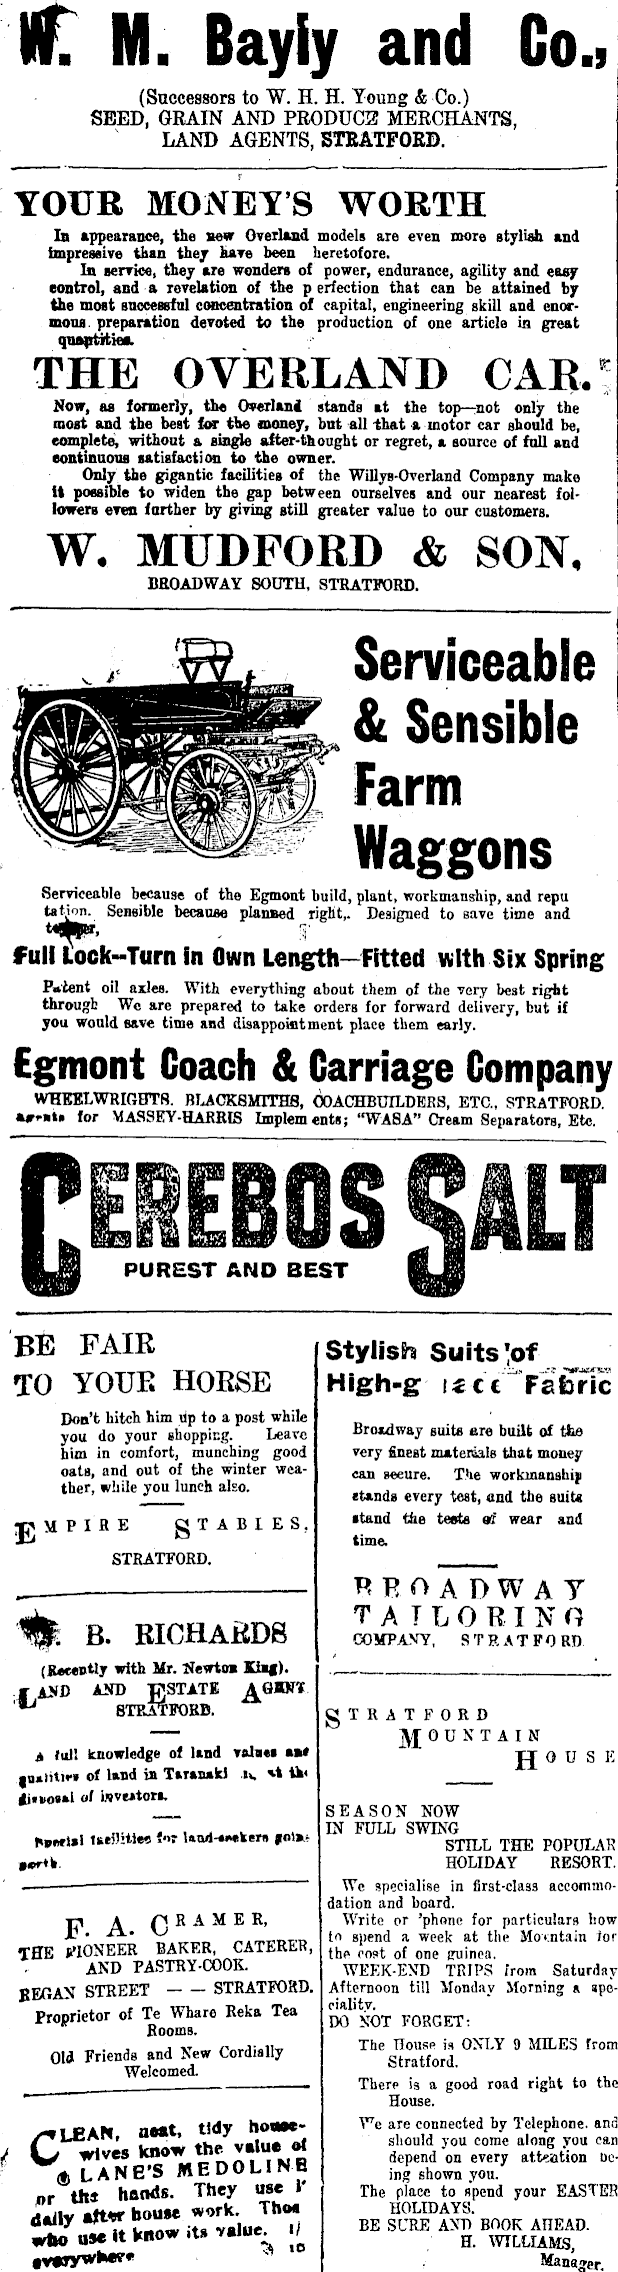 W. M. Bayly and Co.,
(Successors to W. H. H. Young & Co.)
SEED, GRAIN AND PRODUCE MERCHANTS,
LAND AGENTS, STRATFORD.
YOUR MONEY'S WORTH
In appearance, the new Overland models are even more stylish and
impressive than they have been heretofore.
In service, they are wonders of power, endurance, agility and easy
control, and a revelation of the perfection that can be attained by
the most successful concentration of capital, engineering skill and enor-
mous preparation devoted to the production of one article in great
quantities.
THE OVERLAND CAR.
Now, as formerly, the Overland stands at the top—not only the
most and the best for the money, but all that a motor car should be,
complete, without a single after-thought or regret, a source of full and
continuous satisfaction to the owner.
Only the gigantic facilities of the Willys-Overland Company make
it possible to widen the gap between ourselves and our nearest fol-
lowers even further by giving still greater value to our customers.
W. MUDFORD & SON,
BROADWAY SOUTH, STRATFORD.
Serviceable
& Sensible
Farm
Waggons
Serviceable because of the Egmont build, plant, workmanship, and repu
tation. Sensible because planned right,. Designed to save time and
Full Lock--Turn in Own Length—Fitted with Six Spring
Patent oil axles. With everything about them of the very best right
through We are prepared to take orders for forward delivery, but if
you would save time and disappointment place them early.
Egmont Coach & Carriage Company
WHEELWRIGHTS. BLACKSMITHS, COACHBUILDERS, ETC., STRATFORD.
Agents for MASSEY-HARRIS Implements; "WASA" Cream Separators, Etc.
CEREBOS SALT
PUREST AND BEST
BE FAIR
TO YOUR HORSE
Don't hitch him up to a post while
you do your shopping. Leave
him in comfort, munching good
oats, and out of the winter wea-
ther, while you lunch also.
EMPIRE STABLES,
STRATFORD.
B. RICHARDS
(Recently with Mr. Newton King).
LAND AND ESTATE AGENT
STRATFORD.
A full knowledge of land values and
qualities of land in Taranaki is at the
disposal of investors.
Special facilities for land-seekers going
north.
F. A. CRAMER,
THE PIONEER BAKER, CATERER,
AND PASTRY-COOK.
REGAN STREET — — STRATFORD.
Proprietor of Te Whare Reka Tea
Rooms.
Old Friends and New Cordially
Welcomed.
CLEAN, neat, tidy house-
wives know the value of
LANE'S MEDOLINE
for the hands. They use it
daily after house work. Those
who use it know its value. 1/
everywhere
Stylish Suits of
High-grade Fabric
Broadway suits are built of the
very finest materials that money
can secure. The workmanship
stands every test, and the suits
stand the tests of wear and
time.
BROADWAY
TAILORING
COMPANY, STRATFORD
STRATFORD
MOUNTAIN
HOUSE
SEASON NOW
IN FULL SWING
STILL THE POPULAR
HOLIDAY RESORT.
We specialise in first-class accommo-
dation and board.
Write or 'phone for particulars how
to spend a week at the Mountain for
the cost of one guinea.
WEEK-END TRIPS from Saturday
Afternoon till Monday Morning a spe-
ciality.
DO NOT FORGET:
The House is ONLY 9 MILES from
Stratford.
There is a good road right to the
House.
We are connected by Telephone, and
should you come along you can
depend on every attention be-
ing shown you.
The place to spend your EASTER
HOLIDAYS.
BE SURE AND BOOK AHEAD.
H. WILLIAMS,
Manager.